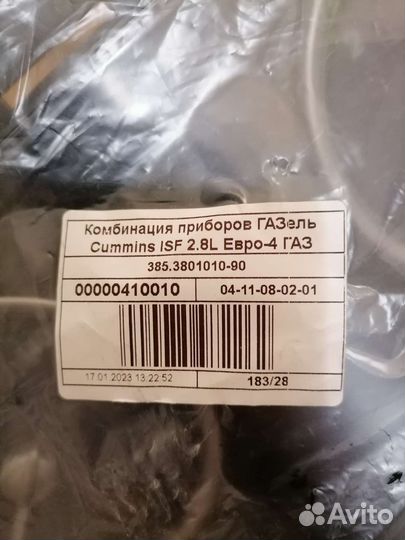 Комбинация приборов ГАЗель
Cummins ISF 2.8L Евро-4 ГАЗ
385.3801010-90
00000410010 04-11-08-02-01
17.01.2023 13:22:52 183/28
Avito